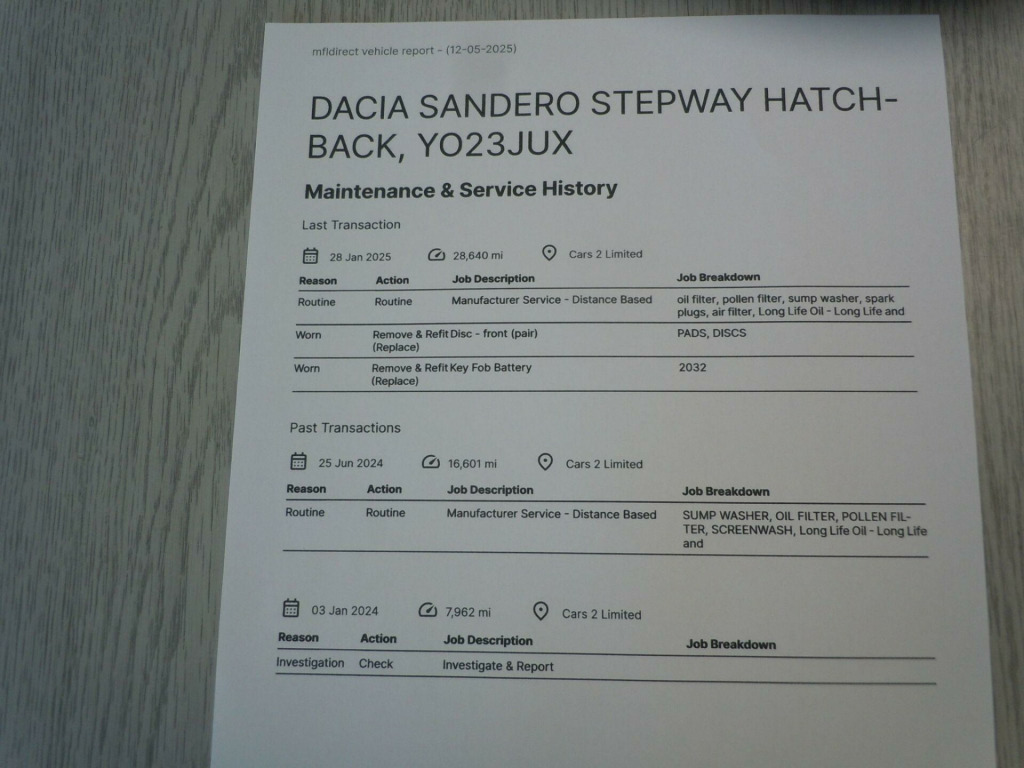 mfldirect vehicle report - (12-05-2025)
DACIA SANDERO STEPWAY HATCH-
BACK, YO23JUX
Maintenance & Service History
Last Transaction
28 Jan 2025 28,640 mi Cars 2 Limited
Reason Action Job Description Job Breakdown
Routine Routine Manufacturer Service - Distance Based oil filter, pollen filter, sump washer, spark
plugs, air filter, Long Life Oil - Long Life and
Worn Remove & Refit Disc - front (pair) PADS, DISCS
(Replace)
Worn Remove & Refit Key Fob Battery 2032
(Replace)
Past Transactions
25 Jun 2024 16,601 mi Cars 2 Limited
Reason Action Job Description Job Breakdown
Routine Routine Manufacturer Service - Distance Based SUMP WASHER, OIL FILTER, POLLEN FIL-
TER, SCREENWASH, Long Life Oil - Long Life
and
03 Jan 2024 7,962 mi Cars 2 Limited
Reason Action Job Description Job Breakdown
Investigation Check Investigate & Report